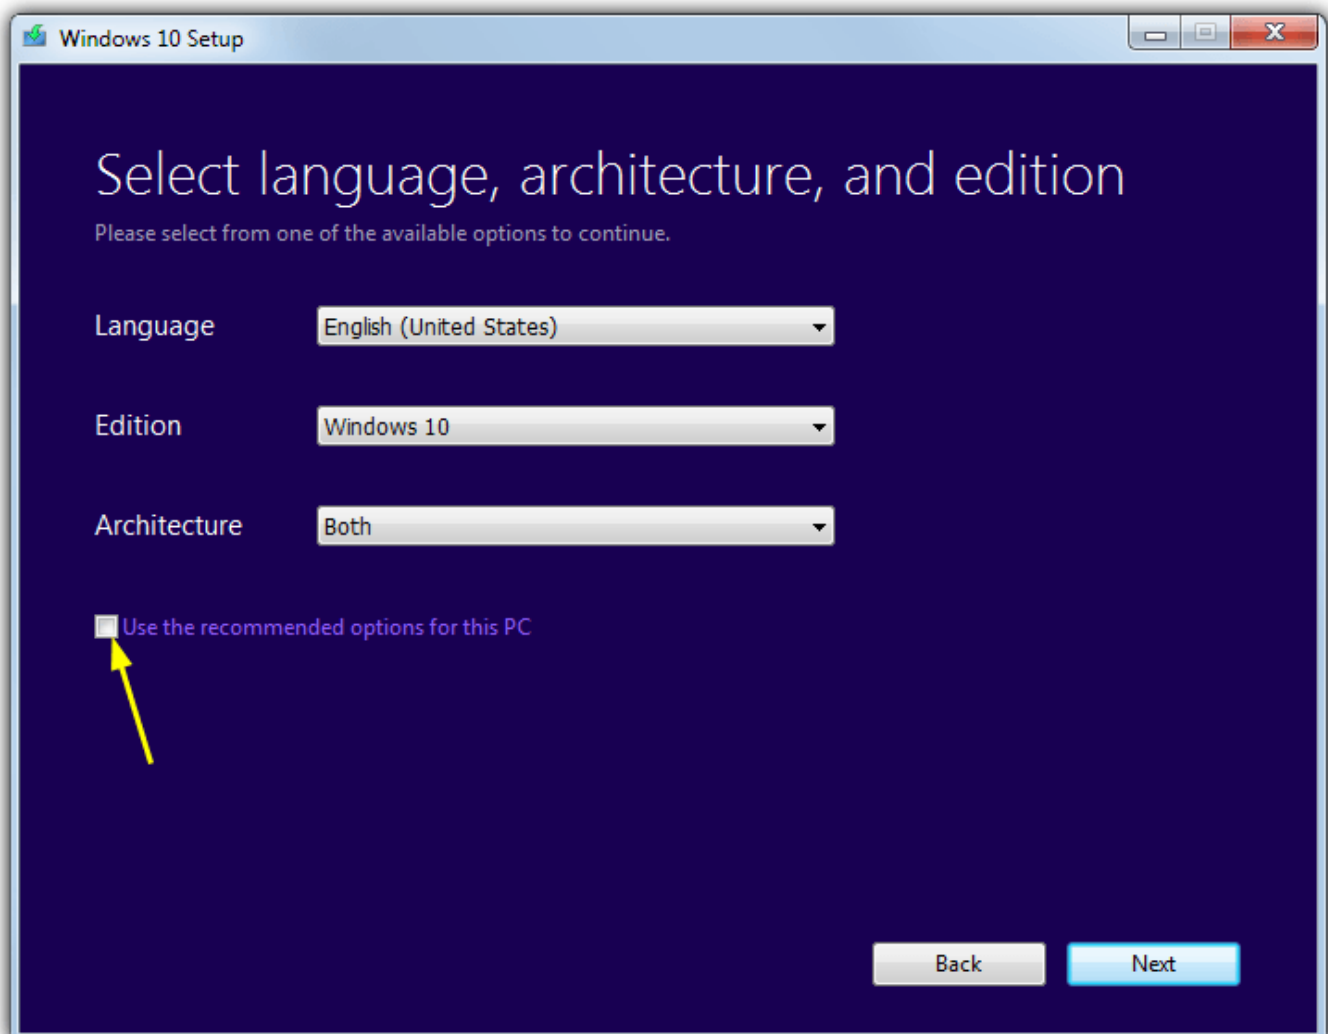 Windows 10 Setup
Select language, architecture, and edition
Please select from one of the available options to continue.
Language English (United States)
Edition Windows 10
Architecture Both
Use the recommended options for this PC
Back Next